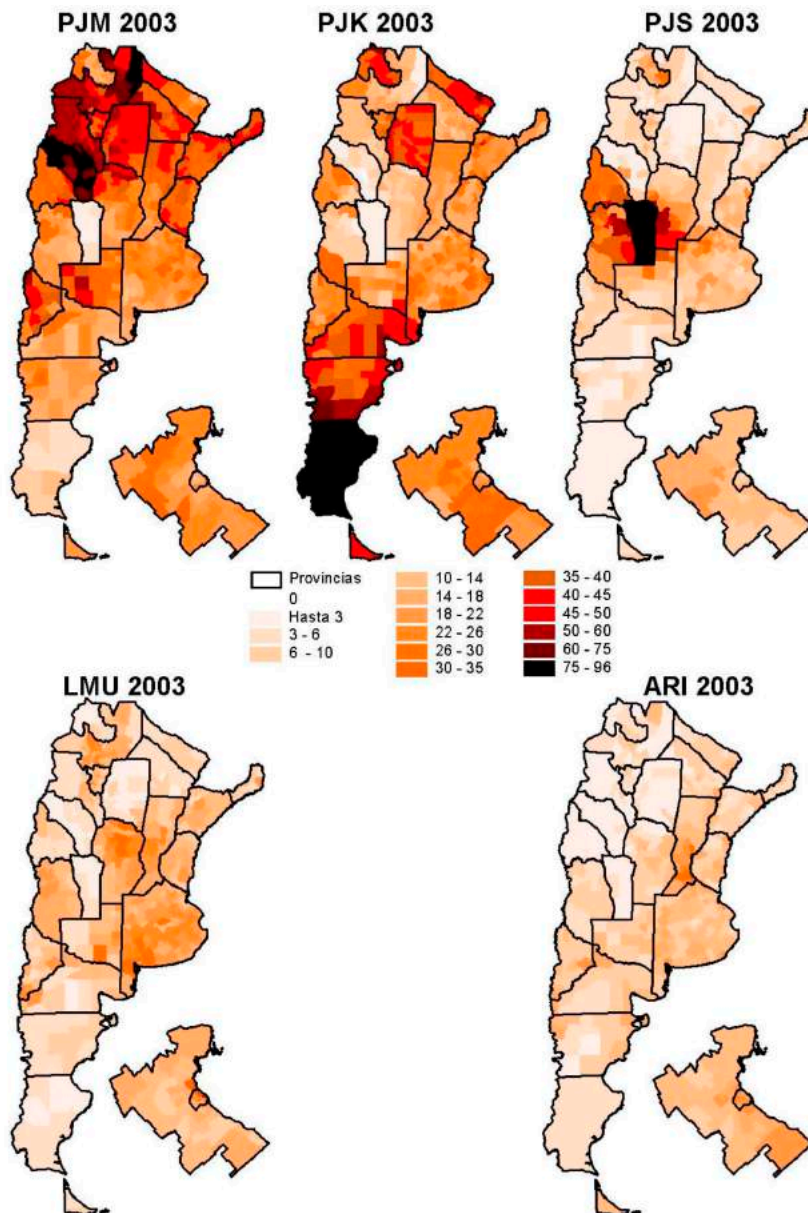 PJM 2003
PJK 2003
PJS 2003
Provincias
0
Hasta 3
3 - 6
6 - 10
10 - 14
14 - 18
18 - 22
22 - 26
26 - 30
30 - 35
35 - 40
40 - 45
45 - 50
50 - 60
60 - 75
75 - 96
LMU 2003
ARI 2003